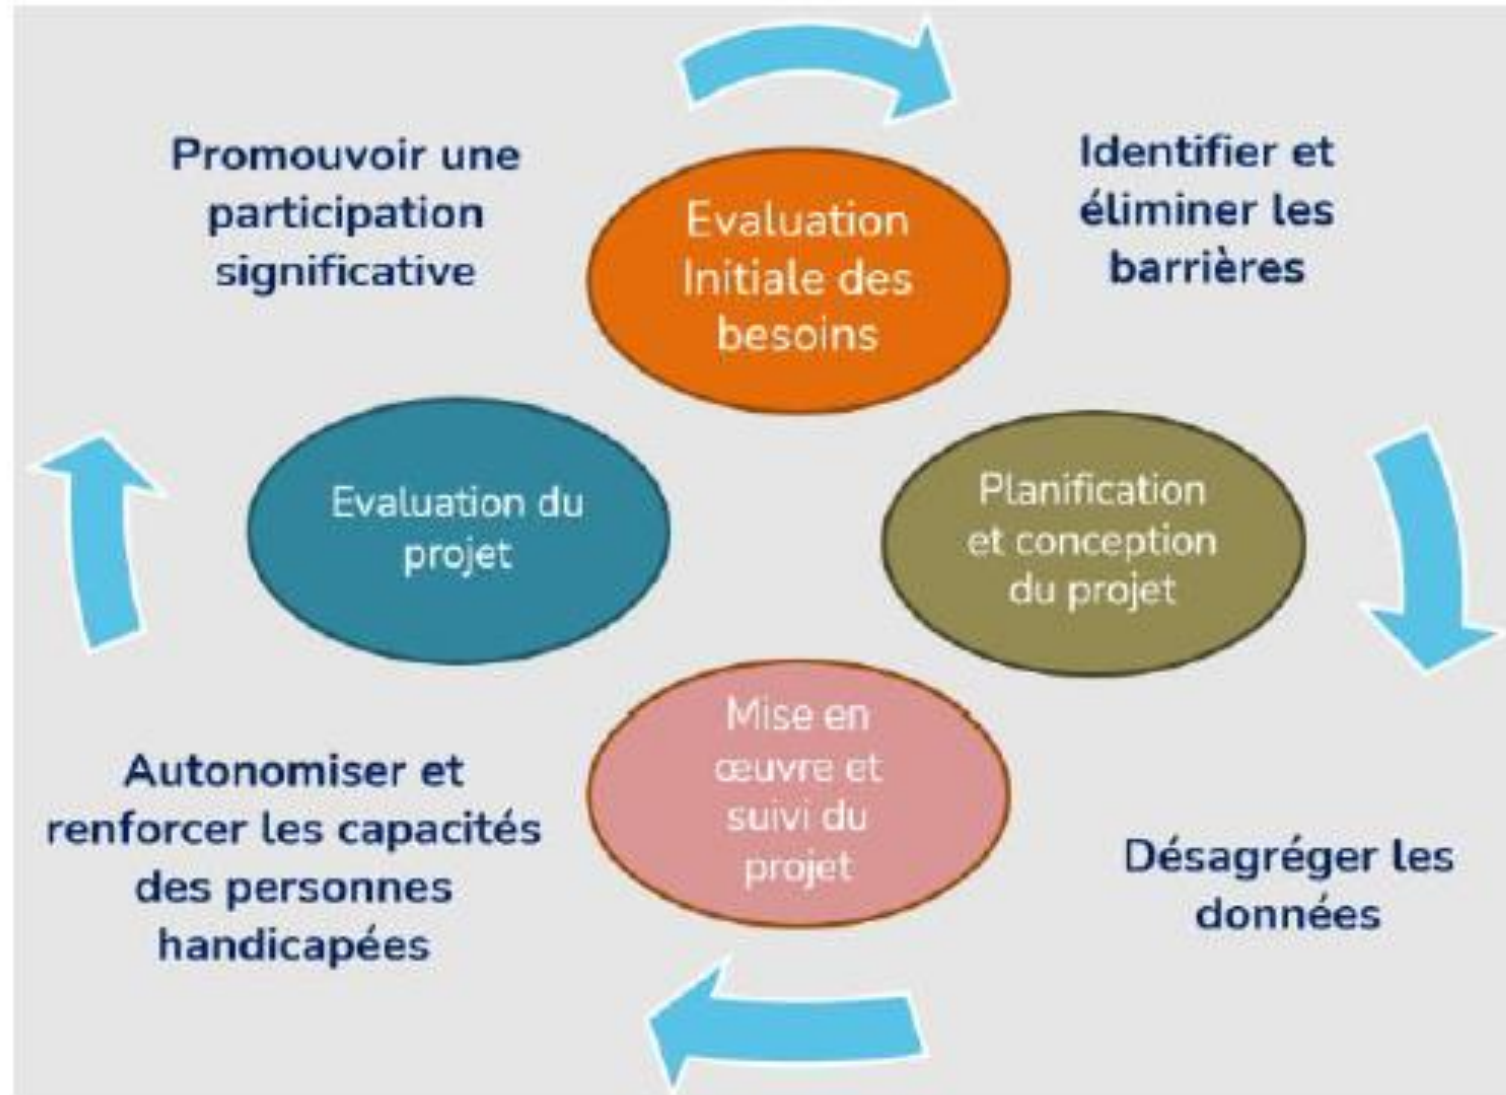 Promouvoir une
participation
significative
Identifier et
éliminer les
barrières
Evaluation
Initiale des
besoins
Evaluation du
projet
Planification
et conception
du projet
Mise en
œuvre et
suivi du
projet
Autonomiser et
renforcer les capacités
des personnes
handicapées
Désagréger les
données